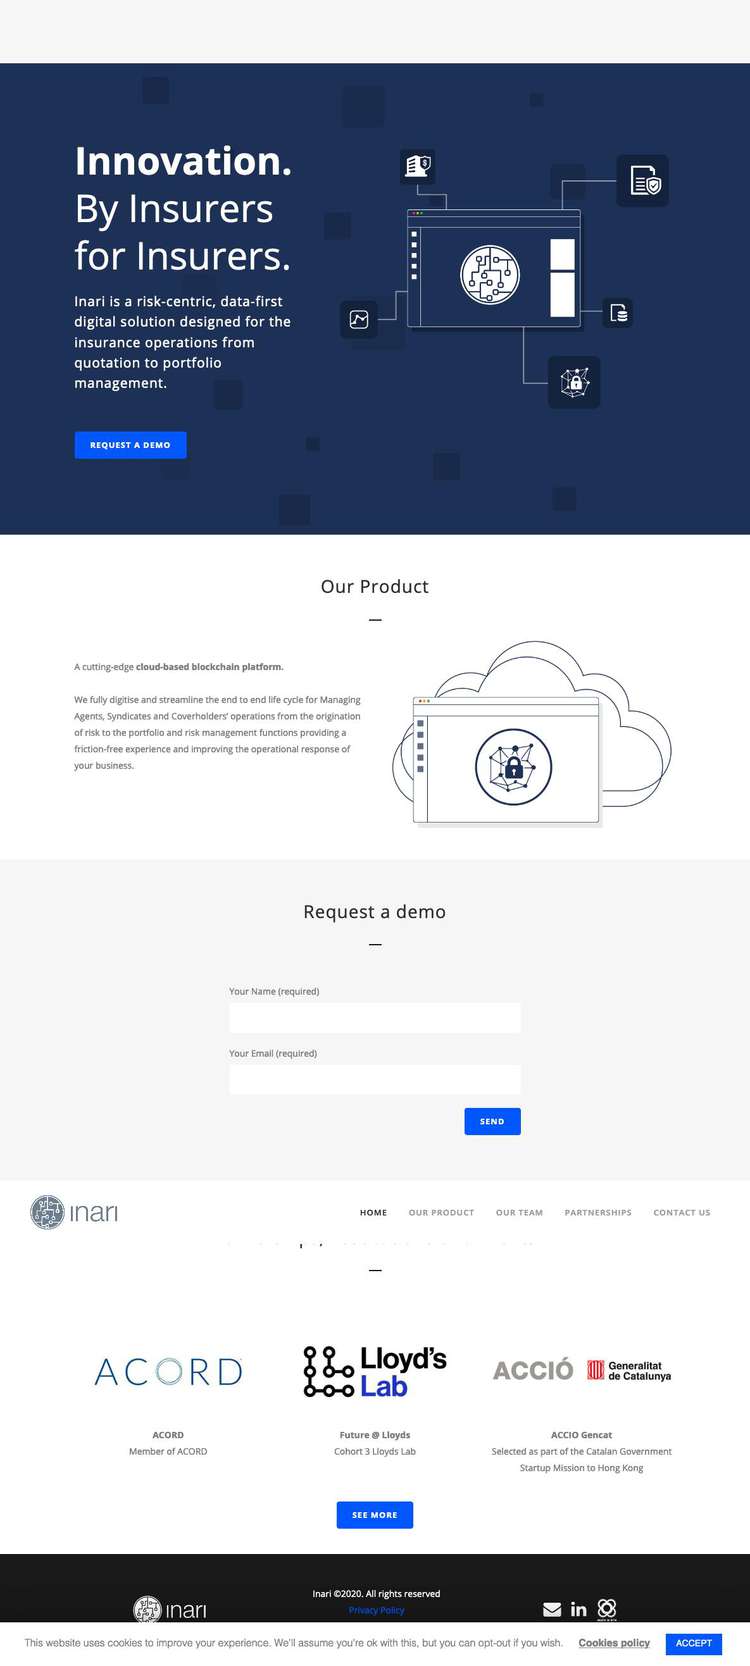 Innovation.
By Insurers
for Insurers.
Inari is a risk-centric, data-first
digital solution designed for the
insurance operations from
quotation to portfolio
management.
REQUEST A DEMO
Our Product
A cutting-edge cloud-based blockchain platform.
We fully digitise and streamline the end to end life cycle for Managing
Agents, Syndicates and Coverholders' operations from the origination
of risk to the portfolio and risk management functions providing a
friction-free experience and improving the operational response of
your business.
Request a demo
Your Name (required)
Your Email (required)
SEND
inari
HOME OUR PRODUCT OUR TEAM PARTNERSHIPS CONTACT US
ACORD
Lloyd's
Lab
ACCIÓ
Generalitat
de Catalunya
ACORD
Member of ACORD
Future @ Lloyds
Cohort 3 Lloyds Lab
ACCIO Gencat
Selected as part of the Catalan Government
Startup Mission to Hong Kong
SEE MORE
inari
Inari ©2020. All rights reserved
Privacy Policy
This website uses cookies to improve your experience. We'll assume you're ok with this, but you can opt-out if you wish. Cookies policy ACCEPT